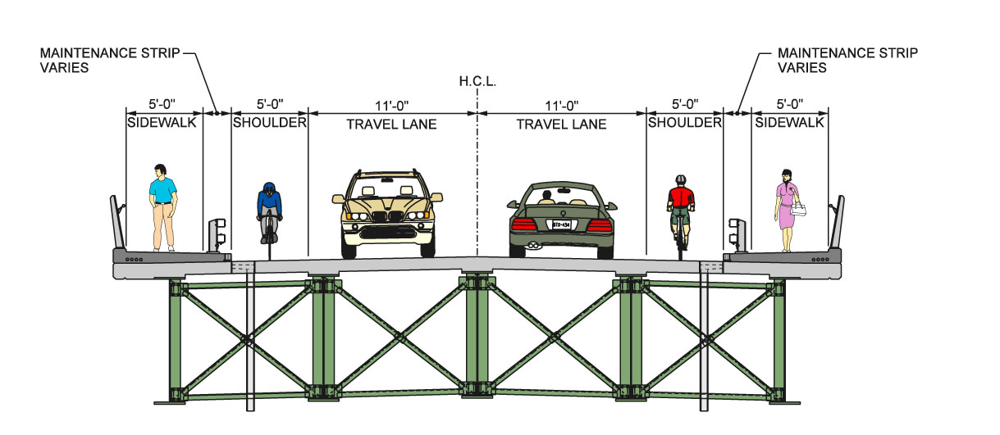 MAINTENANCE STRIP
VARIES
MAINTENANCE STRIP
VARIES
H.C.L.
5'-0" 5'-0" 11'-0" 11'-0" 5'-0" 5'-0"
SIDEWALK SHOULDER TRAVEL LANE TRAVEL LANE SHOULDER SIDEWALK